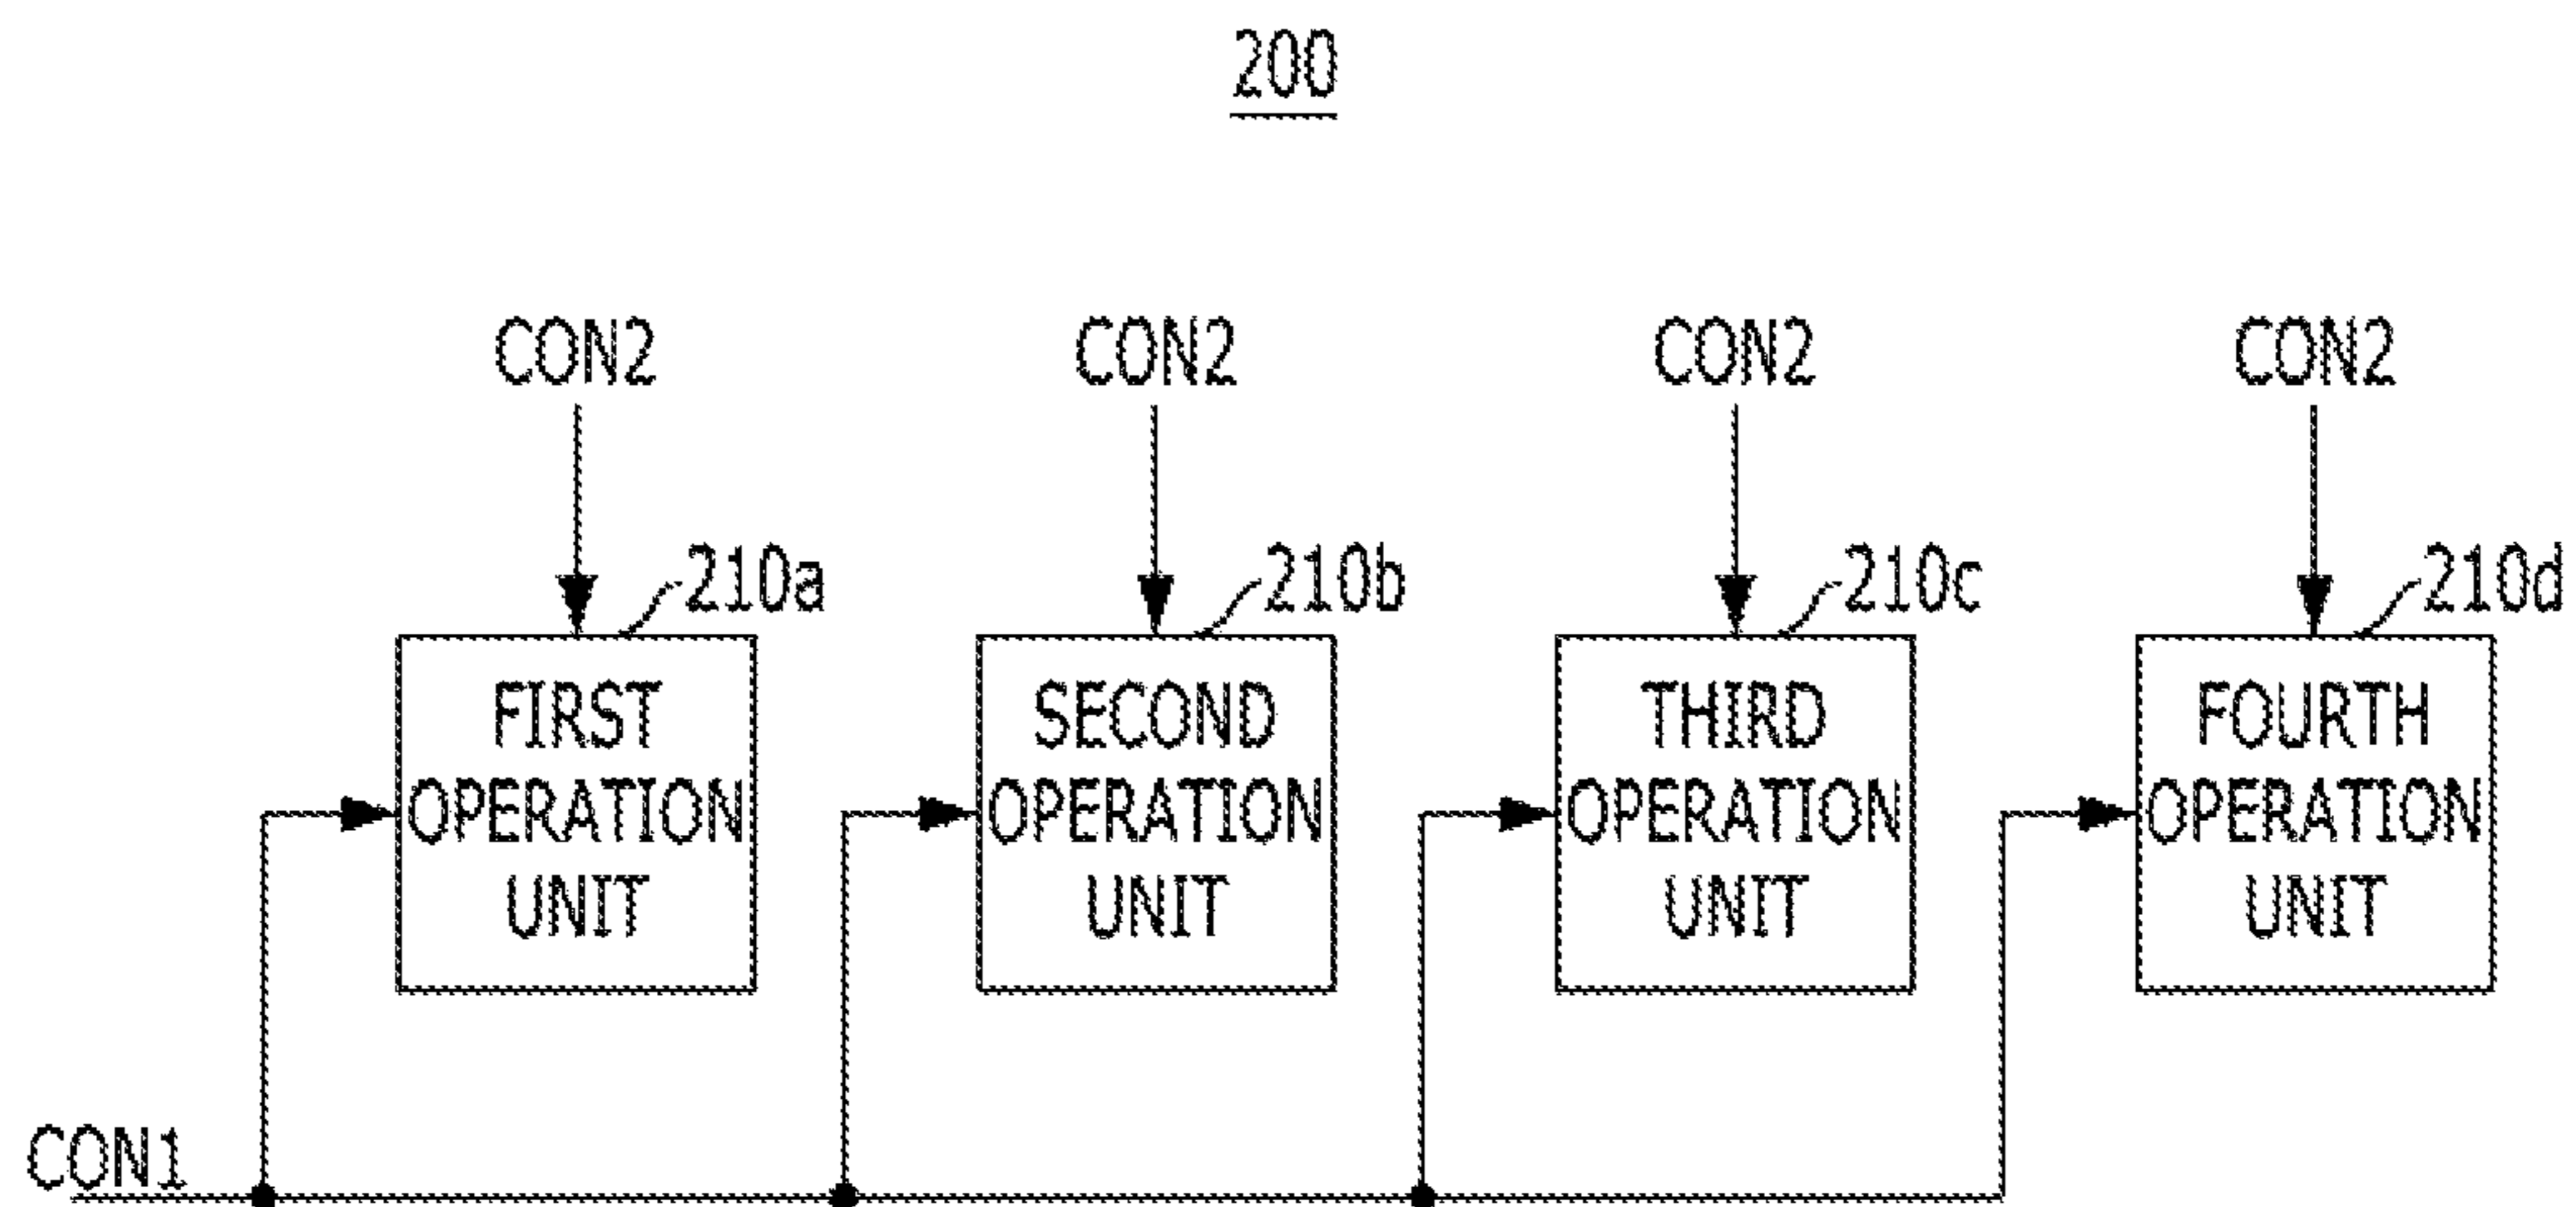 200
CON2 CON2 CON2 CON2
210a 210b 210c 210d
FIRST
OPERATION
UNIT
SECOND
OPERATION
UNIT
THIRD
OPERATION
UNIT
FOURTH
OPERATION
UNIT
CON1